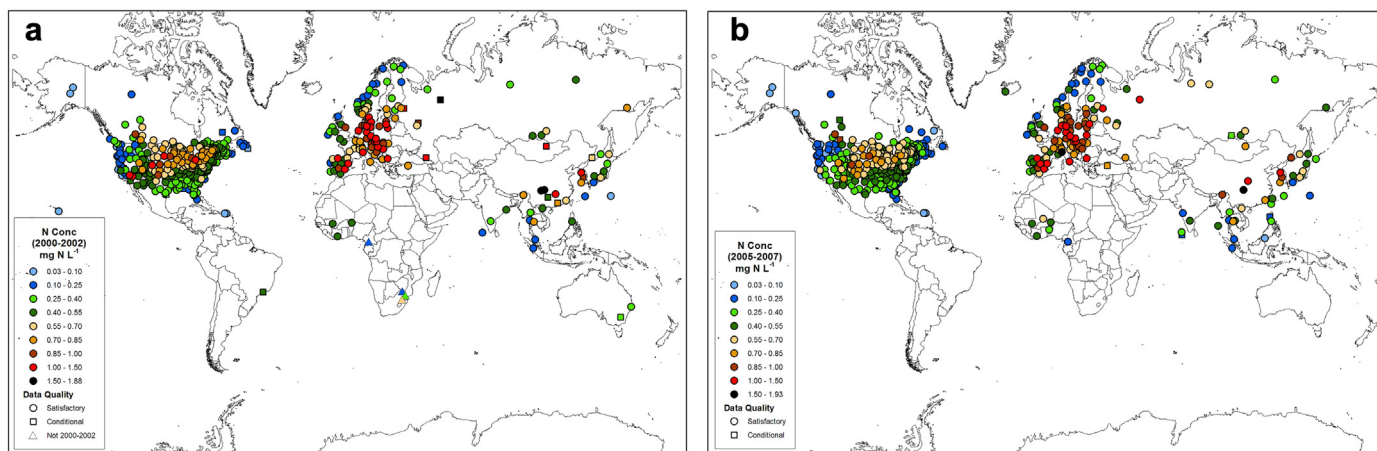 a
N Conc
(2000-2002)
mg N L-1
0.03 - 0.10
0.10 - 0.25
0.25 - 0.40
0.40 - 0.55
0.55 - 0.70
0.70 - 0.85
0.85 - 1.00
1.00 - 1.50
1.50 - 1.88
Data Quality
Satisfactory
Conditional
Not 2000-2002
b
N Conc
(2005-2007)
mg N L-1
0.03 - 0.10
0.10 - 0.25
0.25 - 0.40
0.40 - 0.55
0.55 - 0.70
0.70 - 0.85
0.85 - 1.00
1.00 - 1.50
1.50 - 1.93
Data Quality
Satisfactory
Conditional